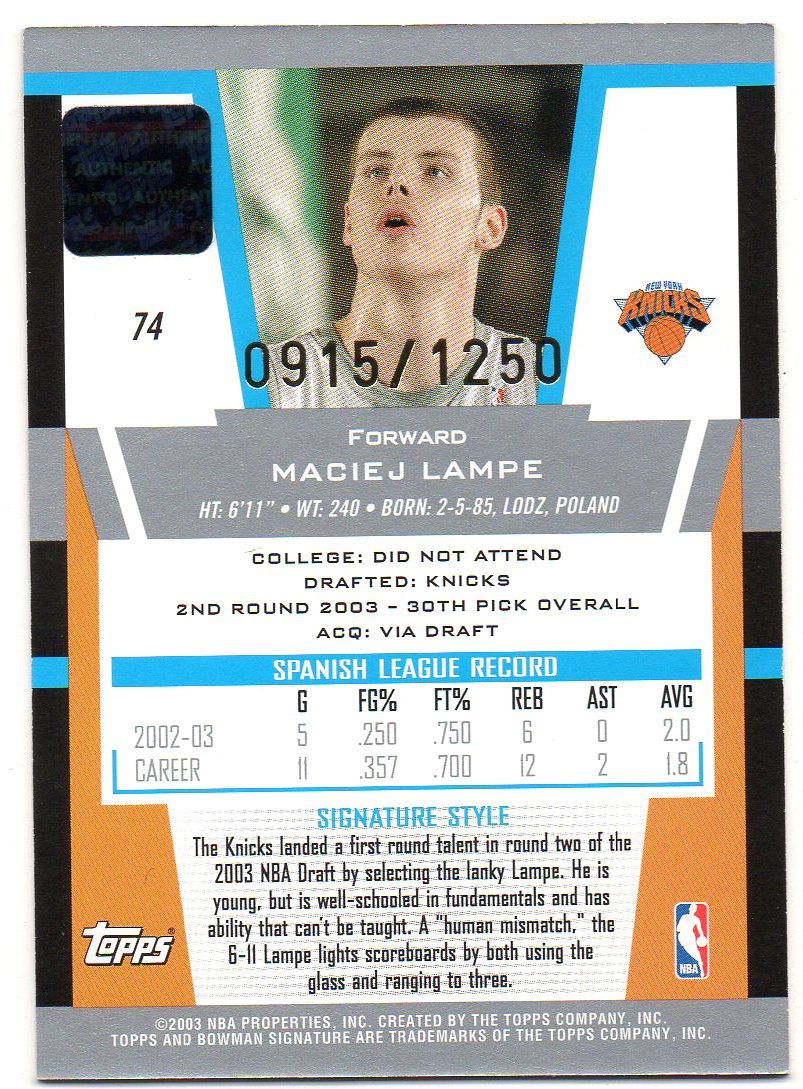 AUTHENTIC
AUTHENTIC
74
NEW YORK
KNICKS
0915/1250
FORWARD
MACIEJ LAMPE
HT: 6'11" • WT: 240 • BORN: 2-5-85, LODZ, POLAND
COLLEGE: DID NOT ATTEND
DRAFTED: KNICKS
2ND ROUND 2003 – 30TH PICK OVERALL
ACQ: VIA DRAFT
SPANISH LEAGUE RECORD
G FG% FT% REB AST AVG
2002-03 5 .250 .750 6 0 2.0
CAREER 11 .357 .700 12 2 1.8
SIGNATURE STYLE
The Knicks landed a first round talent in round two of the
2003 NBA Draft by selecting the lanky Lampe. He is
young, but is well-schooled in fundamentals and has
ability that can't be taught. A "human mismatch," the
6-11 Lampe lights scoreboards by both using the
glass and ranging to three.
Topps®
NBA
©2003 NBA PROPERTIES, INC. CREATED BY THE TOPPS COMPANY, INC.
TOPPS AND BOWMAN SIGNATURE ARE TRADEMARKS OF THE TOPPS COMPANY, INC.